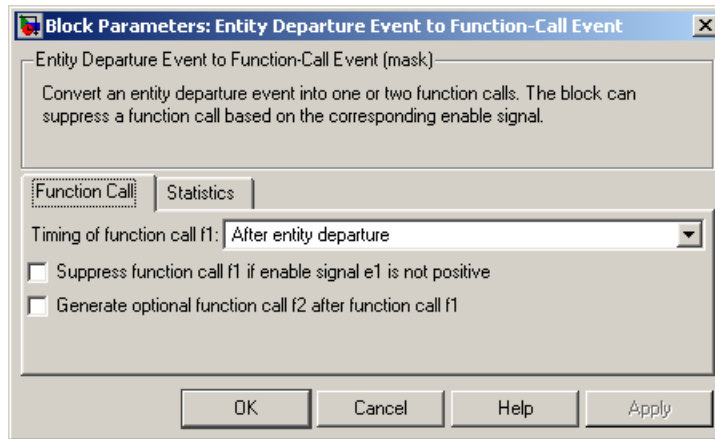 Block Parameters: Entity Departure Event to Function-Call Event
Entity Departure Event to Function-Call Event (mask)
Convert an entity departure event into one or two function calls. The block can
suppress a function call based on the corresponding enable signal.
Function Call Statistics
Timing of function call f1: After entity departure
Suppress function call f1 if enable signal e1 is not positive
Generate optional function call f2 after function call f1
OK Cancel Help Apply